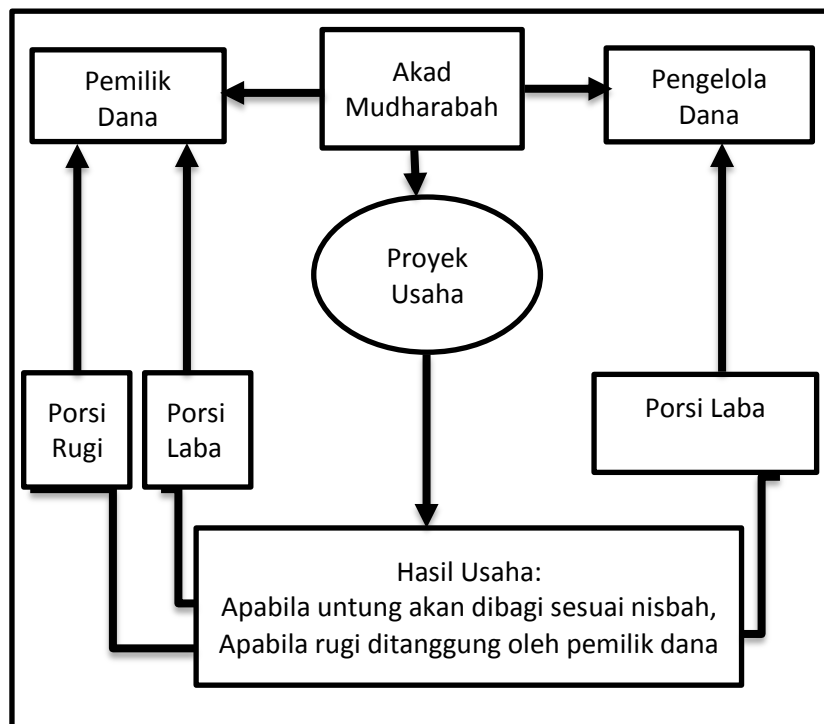 Pemilik
Dana
Akad
Mudharabah
Pengelola
Dana
Proyek
Usaha
Porsi
Rugi
Porsi
Laba
Porsi Laba
Hasil Usaha:
Apabila untung akan dibagi sesuai nisbah,
Apabila rugi ditanggung oleh pemilik dana